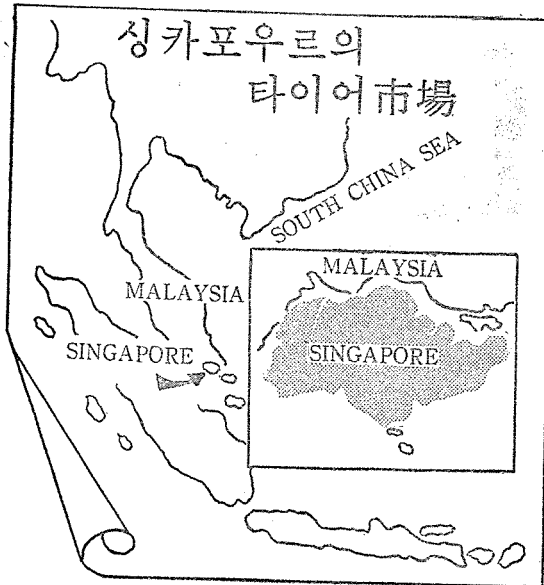 싱카포우르의
타이어市場
SOUTH CHINA SEA
MALAYSIA
MALAYSIA
SINGAPORE
SINGAPORE